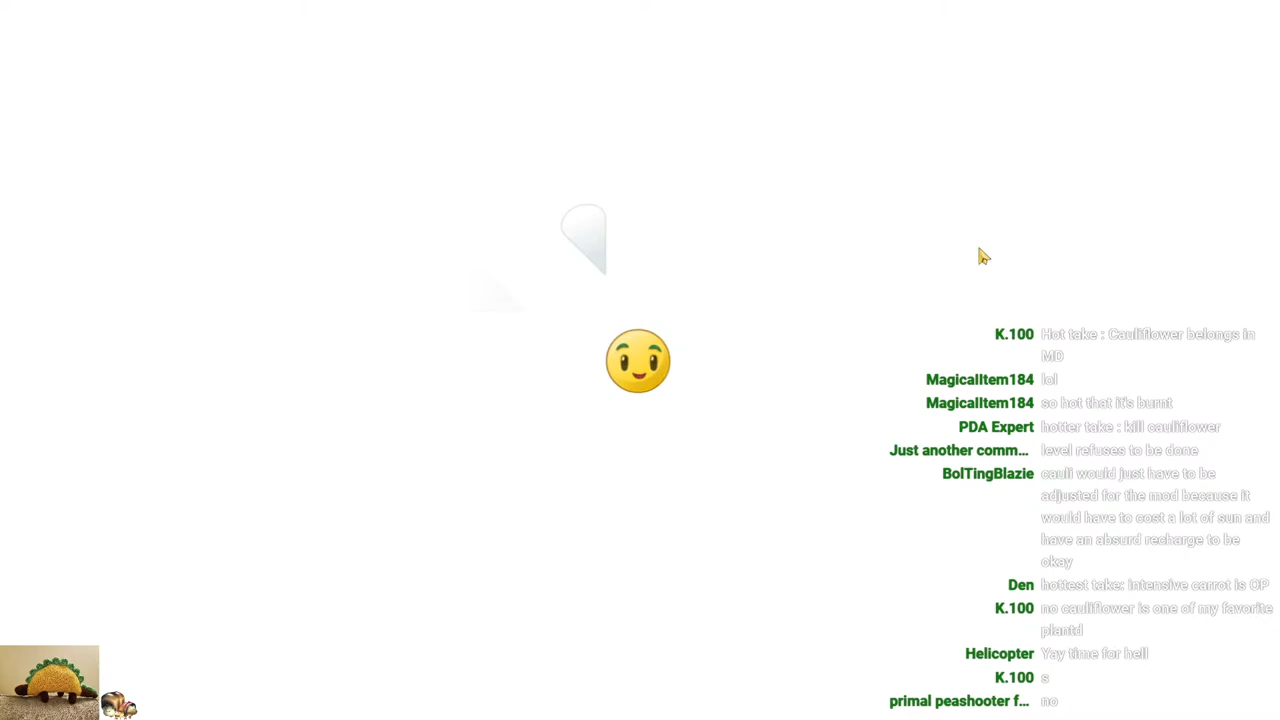 K.100 Hot take : Cauliflower belongs in
MD
MagicalItem184 lol
MagicalItem184 so hot that it's burnt
PDA Expert hotter take : kill cauliflower
Just another comm... level refuses to be done
BolTingBlazie cauli would just have to be
adjusted for the mod because it
would have to cost a lot of sun and
have an absurd recharge to be
okay
Den hottest take: intensive carrot is OP
K.100 no cauliflower is one of my favorite
plantd
Helicopter Yay time for hell
K.100 s
primal peashooter f... no